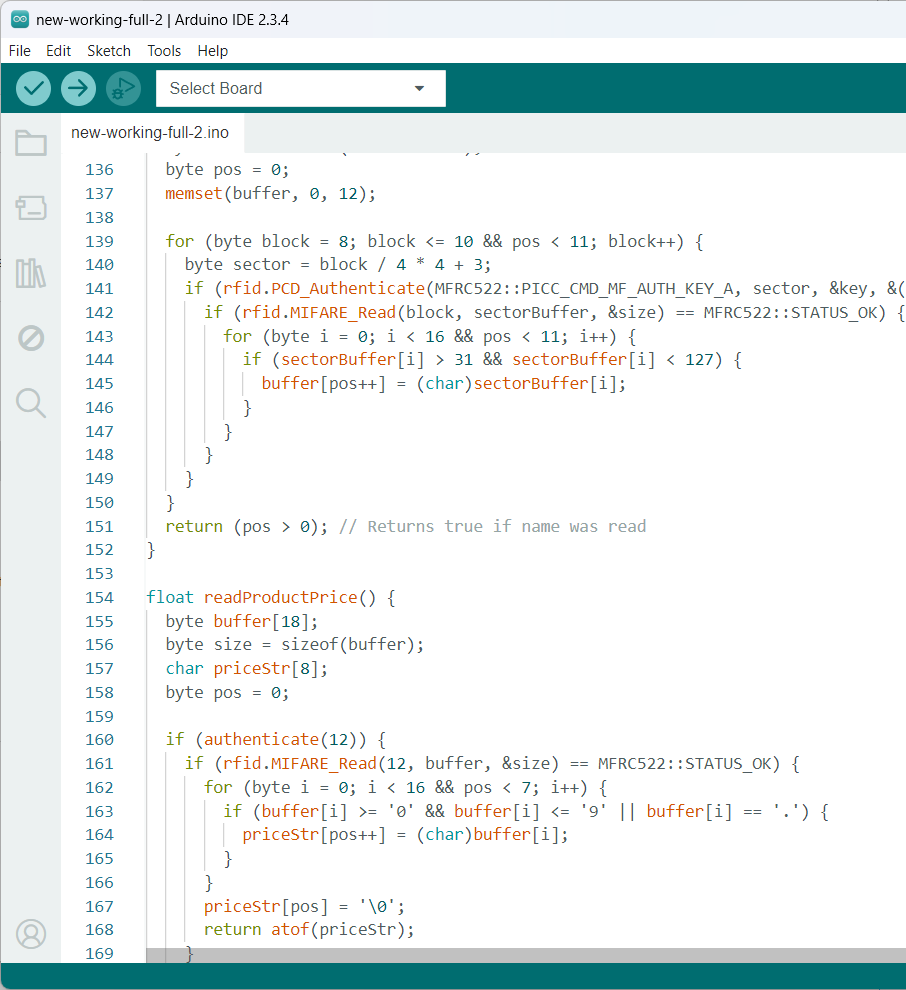 new-working-full-2 | Arduino IDE 2.3.4
File Edit Sketch Tools Help
Select Board
new-working-full-2.ino
136 byte pos = 0;
137 memset(buffer, 0, 12);
138
139 for (byte block = 8; block <= 10 && pos < 11; block++) {
140 byte sector = block / 4 * 4 + 3;
141 if (rfid.PCD_Authenticate(MFRC522::PICC_CMD_MF_AUTH_KEY_A, sector, &key, &(
142 if (rfid.MIFARE_Read(block, sectorBuffer, &size) == MFRC522::STATUS_OK) {
143 for (byte i = 0; i < 16 && pos < 11; i++) {
144 if (sectorBuffer[i] > 31 && sectorBuffer[i] < 127) {
145 buffer[pos++] = (char)sectorBuffer[i];
146 }
147 }
148 }
149 }
150 }
151 return (pos > 0); // Returns true if name was read
152 }
153
154 float readProductPrice() {
155 byte buffer[18];
156 byte size = sizeof(buffer);
157 char priceStr[8];
158 byte pos = 0;
159
160 if (authenticate(12)) {
161 if (rfid.MIFARE_Read(12, buffer, &size) == MFRC522::STATUS_OK) {
162 for (byte i = 0; i < 16 && pos < 7; i++) {
163 if (buffer[i] >= '0' && buffer[i] <= '9' || buffer[i] == '.') {
164 priceStr[pos++] = (char)buffer[i];
165 }
166 }
167 priceStr[pos] = '\0';
168 return atof(priceStr);
169 }